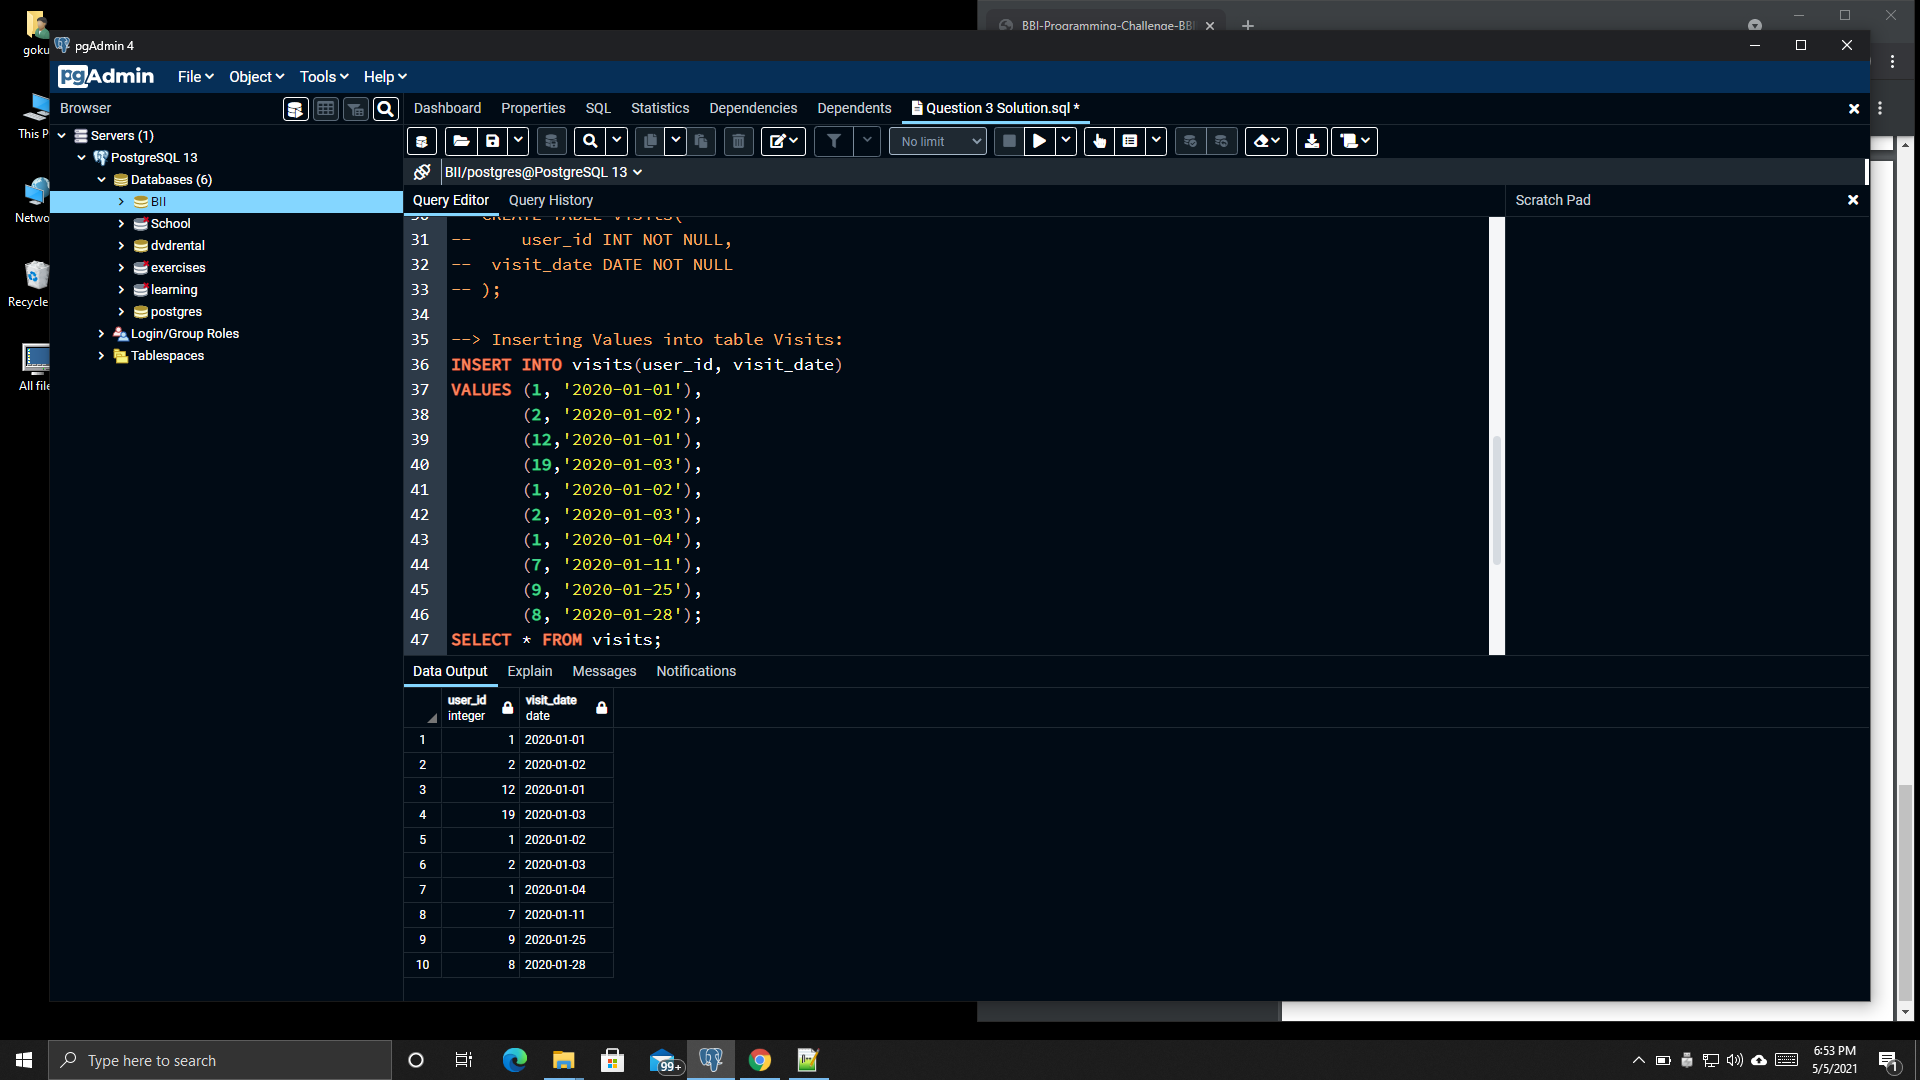 BBI-Programming-Challenge-BBI
goku
This P
Netwo
Recycle
All file
pgAdmin 4
pgAdmin
File Object Tools Help
Browser
Servers (1)
PostgreSQL 13
Databases (6)
BII
School
dvdrental
exercises
learning
postgres
Login/Group Roles
Tablespaces
Dashboard Properties SQL Statistics Dependencies Dependents Question 3 Solution.sql *
No limit
BII/postgres@PostgreSQL 13
Query Editor Query History
Scratch Pad
30 -- CREATE TABLE Visits(
31 -- user_id INT NOT NULL,
32 -- visit_date DATE NOT NULL
33 -- );
34
35 --> Inserting Values into table Visits:
36 INSERT INTO visits(user_id, visit_date)
37 VALUES (1, '2020-01-01'),
38 (2, '2020-01-02'),
39 (12,'2020-01-01'),
40 (19,'2020-01-03'),
41 (1, '2020-01-02'),
42 (2, '2020-01-03'),
43 (1, '2020-01-04'),
44 (7, '2020-01-11'),
45 (9, '2020-01-25'),
46 (8, '2020-01-28');
47 SELECT * FROM visits;
Data Output Explain Messages Notifications
user_id visit_date
integer date
1 1 2020-01-01
2 2 2020-01-02
3 12 2020-01-01
4 19 2020-01-03
5 1 2020-01-02
6 2 2020-01-03
7 1 2020-01-04
8 7 2020-01-11
9 9 2020-01-25
10 8 2020-01-28
Type here to search
99+
6:53 PM
5/5/2021
1